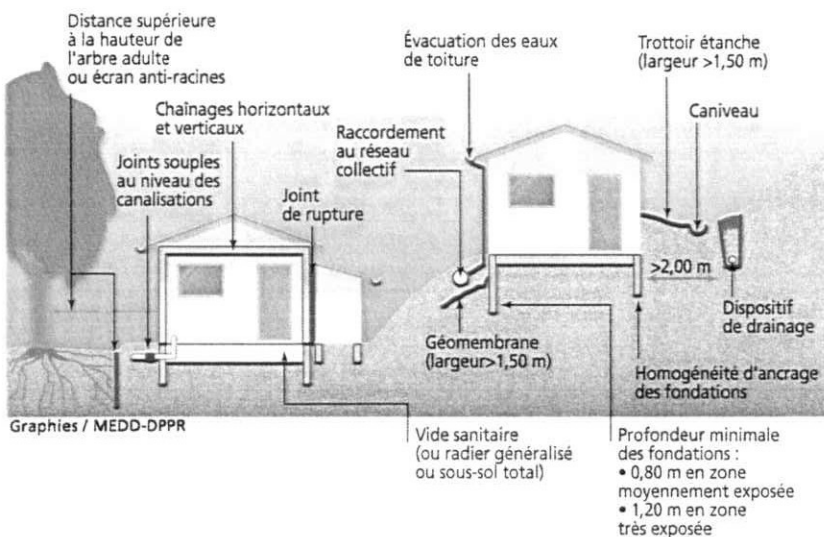 Distance supérieure
à la hauteur de
l'arbre adulte
ou écran anti-racines
Chaînages horizontaux
et verticaux
Joints souples
au niveau des
canalisations
Joint
de rupture
Évacuation des eaux
de toiture
Raccordement
au réseau
collectif
Trottoir étanche
(largeur >1,50 m)
Caniveau
>2,00 m
Dispositif
de drainage
Géomembrane
(largeur>1,50 m)
Homogénéité d'ancrage
des fondations
Graphies / MEDD-DPPR
Vide sanitaire
(ou radier généralisé
ou sous-sol total)
Profondeur minimale
des fondations :
• 0,80 m en zone
moyennement exposée
• 1,20 m en zone
très exposée